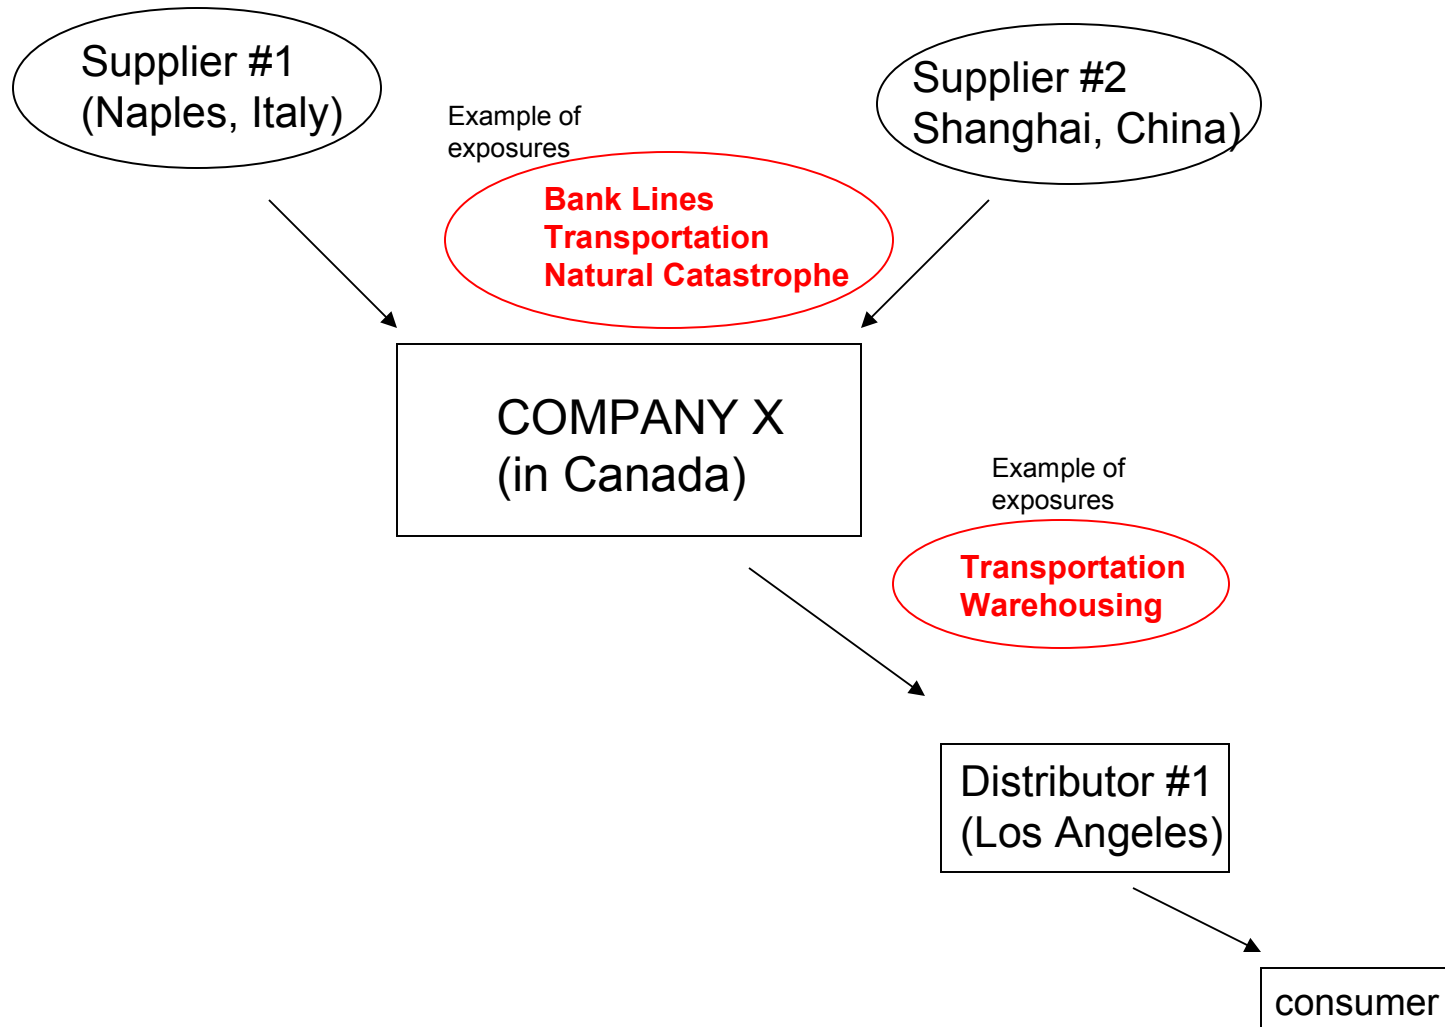 Supplier #1
(Naples, Italy)
Supplier #2
Shanghai, China)
Example of
exposures
Bank Lines
Transportation
Natural Catastrophe
COMPANY X
(in Canada)
Example of
exposures
Transportation
Warehousing
Distributor #1
(Los Angeles)
consumer